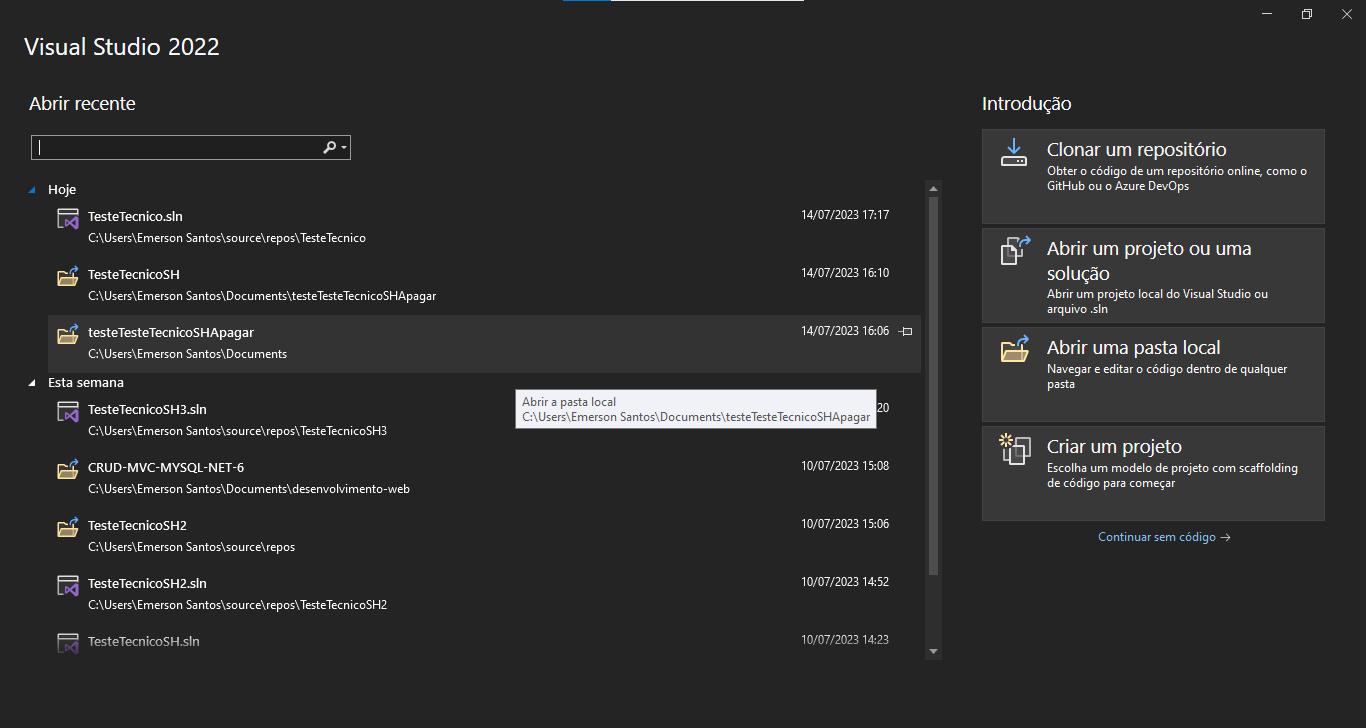 Visual Studio 2022
Abrir recente
Hoje
TesteTecnico.sln
14/07/2023 17:17
C:\Users\Emerson Santos\source\repos\TesteTecnico
TesteTecnicoSH
14/07/2023 16:10
C:\Users\Emerson Santos\Documents\testeTesteTecnicoSHApagar
testeTesteTecnicoSHApagar
14/07/2023 16:06
C:\Users\Emerson Santos\Documents
Esta semana
TesteTecnicoSH3.sln
20
C:\Users\Emerson Santos\source\repos\TesteTecnicoSH3
Abrir a pasta local
C:\Users\Emerson Santos\Documents\testeTesteTecnicoSHApagar
CRUD-MVC-MYSQL-NET-6
10/07/2023 15:08
C:\Users\Emerson Santos\Documents\desenvolvimento-web
TesteTecnicoSH2
10/07/2023 15:06
C:\Users\Emerson Santos\source\repos
TesteTecnicoSH2.sln
10/07/2023 14:52
C:\Users\Emerson Santos\source\repos\TesteTecnicoSH2
TesteTecnicoSH.sln
10/07/2023 14:23
Introdução
Clonar um repositório
Obter o código de um repositório online, como o
GitHub ou o Azure DevOps
Abrir um projeto ou uma
solução
Abrir um projeto local do Visual Studio ou
arquivo .sln
Abrir uma pasta local
Navegar e editar o código dentro de qualquer
pasta
Criar um projeto
Escolha um modelo de projeto com scaffolding
de código para começar
Continuar sem código →